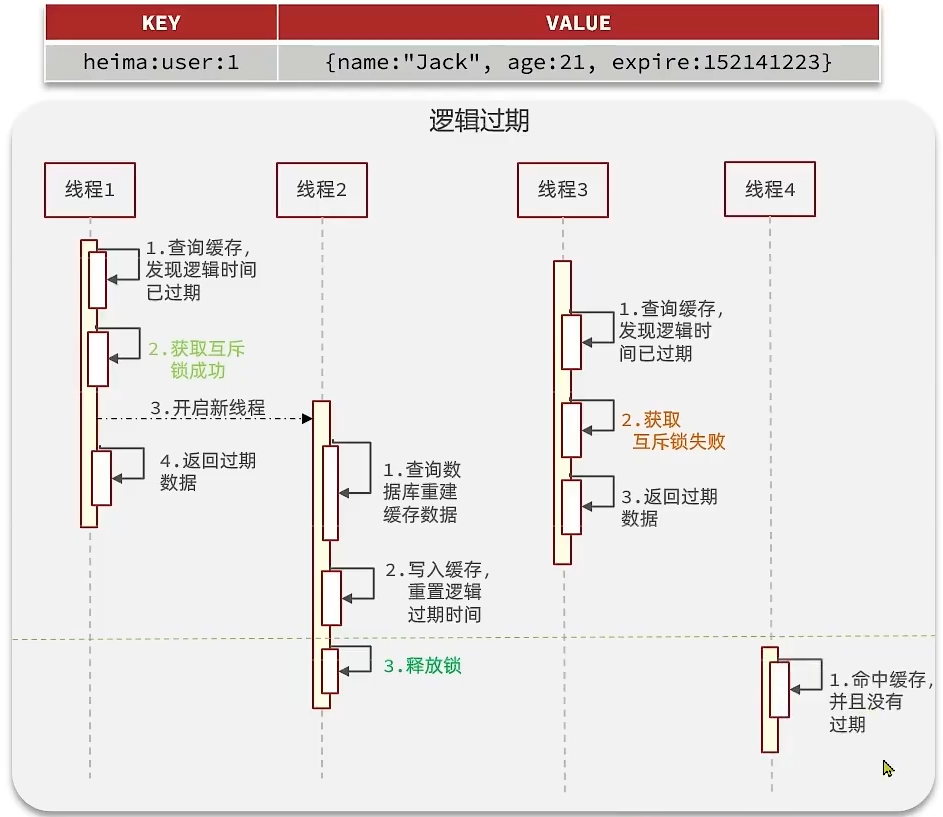 KEY VALUE
heima:user:1 {name:"Jack", age:21, expire:152141223}
逻辑过期
线程1 线程2 线程3 线程4
1.查询缓存，
发现逻辑时间
已过期
2.获取互斥
锁成功
3.开启新线程
4.返回过期
数据
1.查询数
据库重建
缓存数据
2.写入缓存，
重置逻辑
过期时间
3.释放锁
1.查询缓存，
发现逻辑时
间已过期
2.获取
互斥锁失败
3.返回过期
数据
1.命中缓存，
并且没有
过期